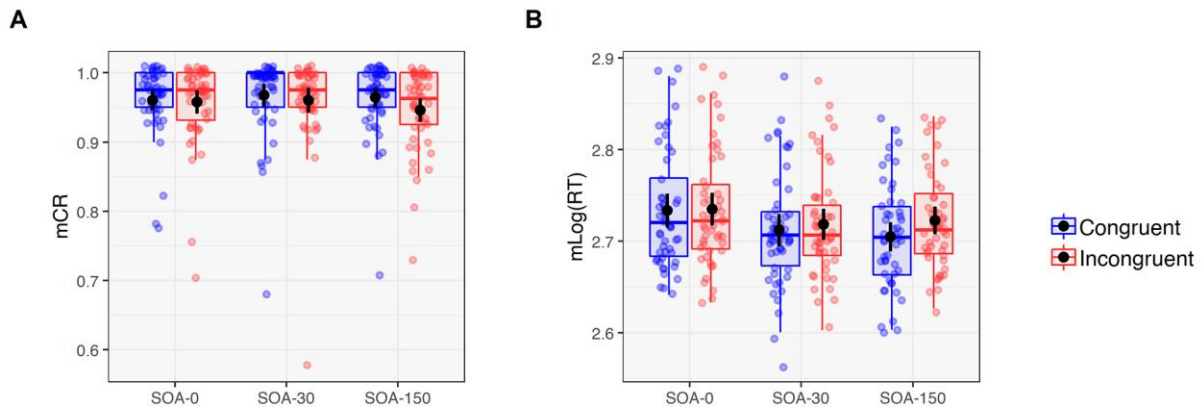 A
mCR
1.0
0.9
0.8
0.7
0.6
SOA-0 SOA-30 SOA-150
B
mLog(RT)
2.9
2.8
2.7
2.6
SOA-0 SOA-30 SOA-150
Congruent
Incongruent